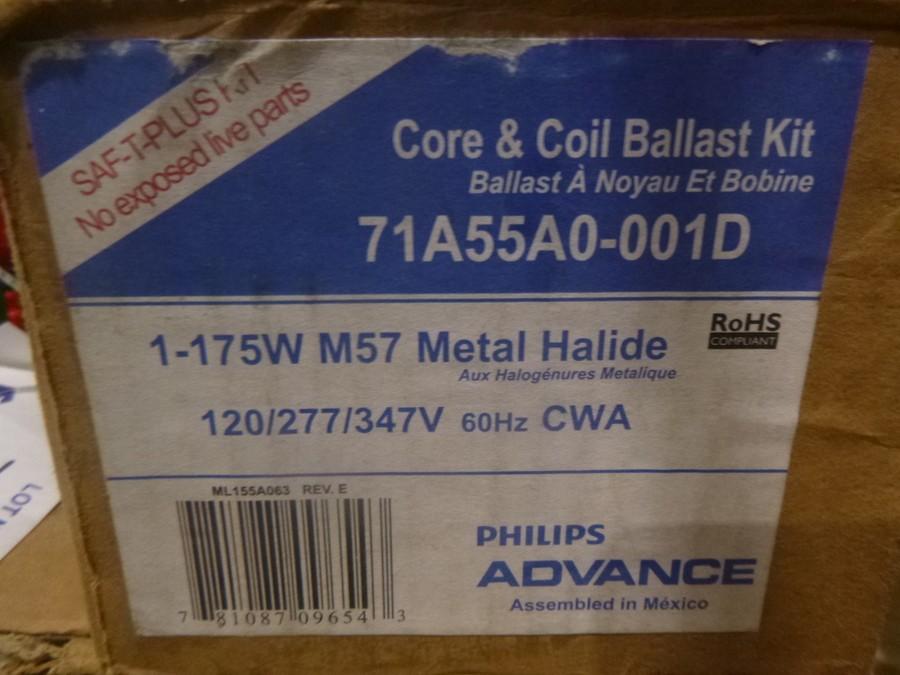 SAF-T-PLUS
No exposed live parts
Core & Coil Ballast Kit
Ballast À Noyau Et Bobine
71A55A0-001D
1-175W M57 Metal Halide
Aux Halogénures Metalique
RoHS
COMPLIANT
120/277/347V 60Hz CWA
ML155A063 REV. E
7 81087 09654 3
PHILIPS
ADVANCE
Assembled in México
LOT